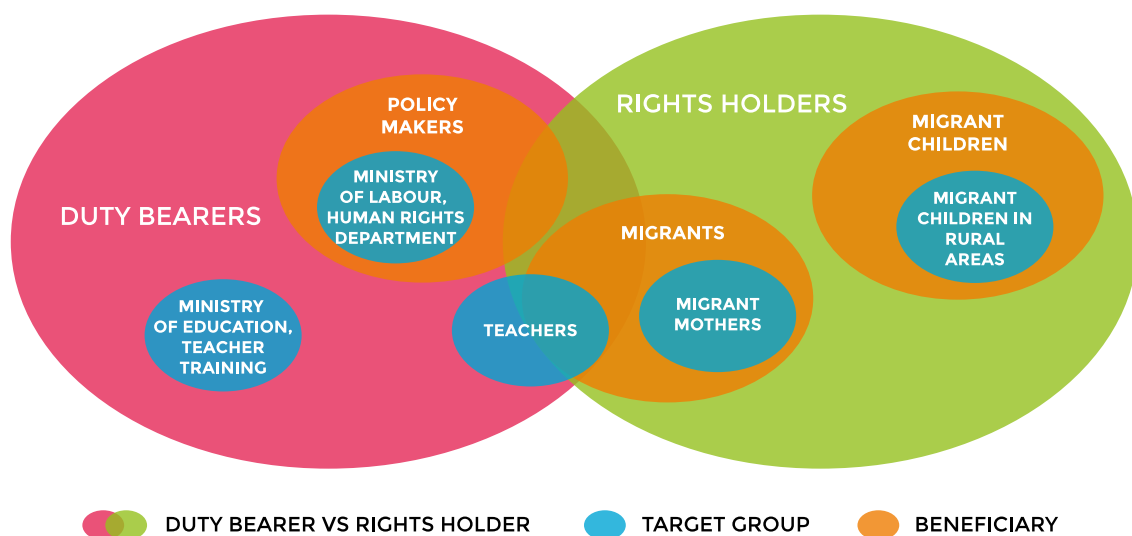 DUTY BEARERS
POLICY
MAKERS
MINISTRY
OF LABOUR,
HUMAN RIGHTS
DEPARTMENT
MINISTRY
OF EDUCATION,
TEACHER
TRAINING
TEACHERS
RIGHTS HOLDERS
MIGRANTS
MIGRANT
MOTHERS
MIGRANT
CHILDREN
MIGRANT
CHILDREN IN
RURAL
AREAS
DUTY BEARER VS RIGHTS HOLDER
TARGET GROUP
BENEFICIARY